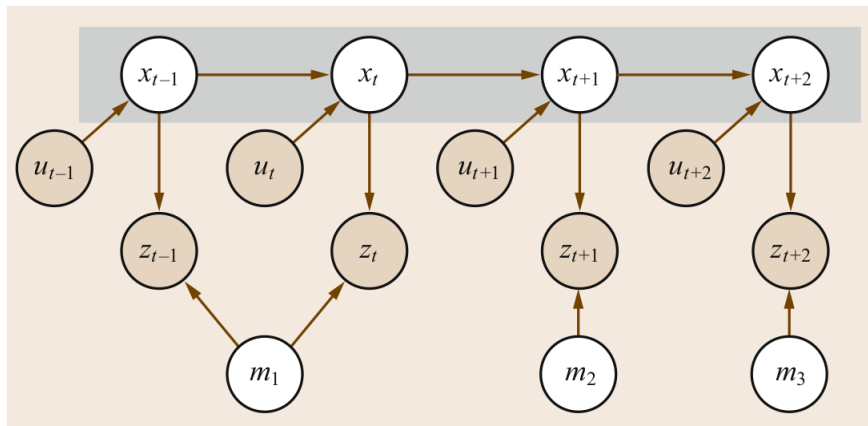 x_{t–1} x_t x_{t+1} x_{t+2}
u_{t–1} u_t u_{t+1} u_{t+2}
z_{t–1} z_t z_{t+1} z_{t+2}
m_1 m_2 m_3